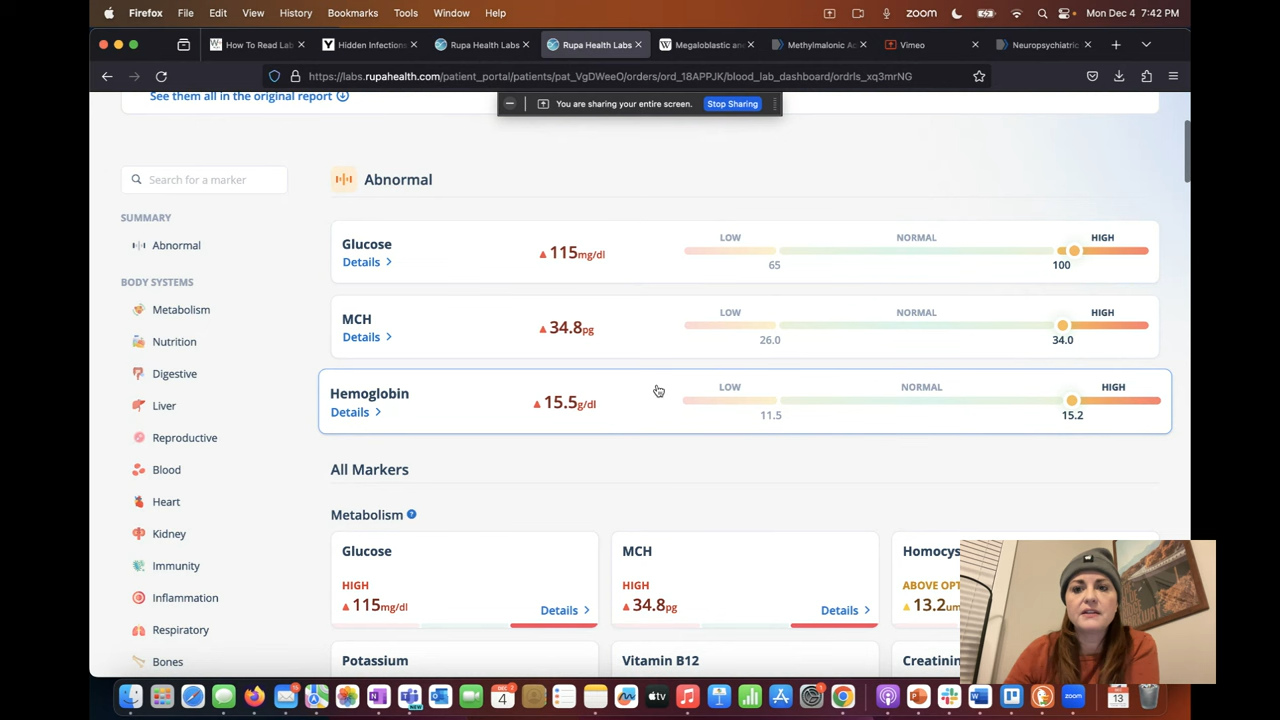 Firefox File Edit View History Bookmarks Tools Window Help zoom Mon Dec 4 7:42 PM
How To Read Lab Hidden Infections Rupa Health Labs Rupa Health Labs Megaloblastic an Methylmalonic Ac Vimeo Neuropsychiatric
https://labs.rupahealth.com/patient_portal/patients/pat_VgDWeeO/orders/ord_18APPJK/blood_lab_dashboard/ordrls_xq3mrNG
See them all in the original report
You are sharing your entire screen. Stop Sharing
Search for a marker
SUMMARY
Abnormal
BODY SYSTEMS
Metabolism
Nutrition
Digestive
Liver
Reproductive
Blood
Heart
Kidney
Immunity
Inflammation
Respiratory
Bones
Abnormal
Glucose
Details >
115mg/dl
LOW NORMAL HIGH
65 100
MCH
Details >
34.8pg
LOW NORMAL HIGH
26.0 34.0
Hemoglobin
Details >
15.5g/dl
LOW NORMAL HIGH
11.5 15.2
All Markers
Metabolism ?
Glucose
HIGH
115mg/dl
Details >
MCH
HIGH
34.8pg
Details >
Homocys
ABOVE OPT
13.2um
Potassium
Vitamin B12
Creatinin